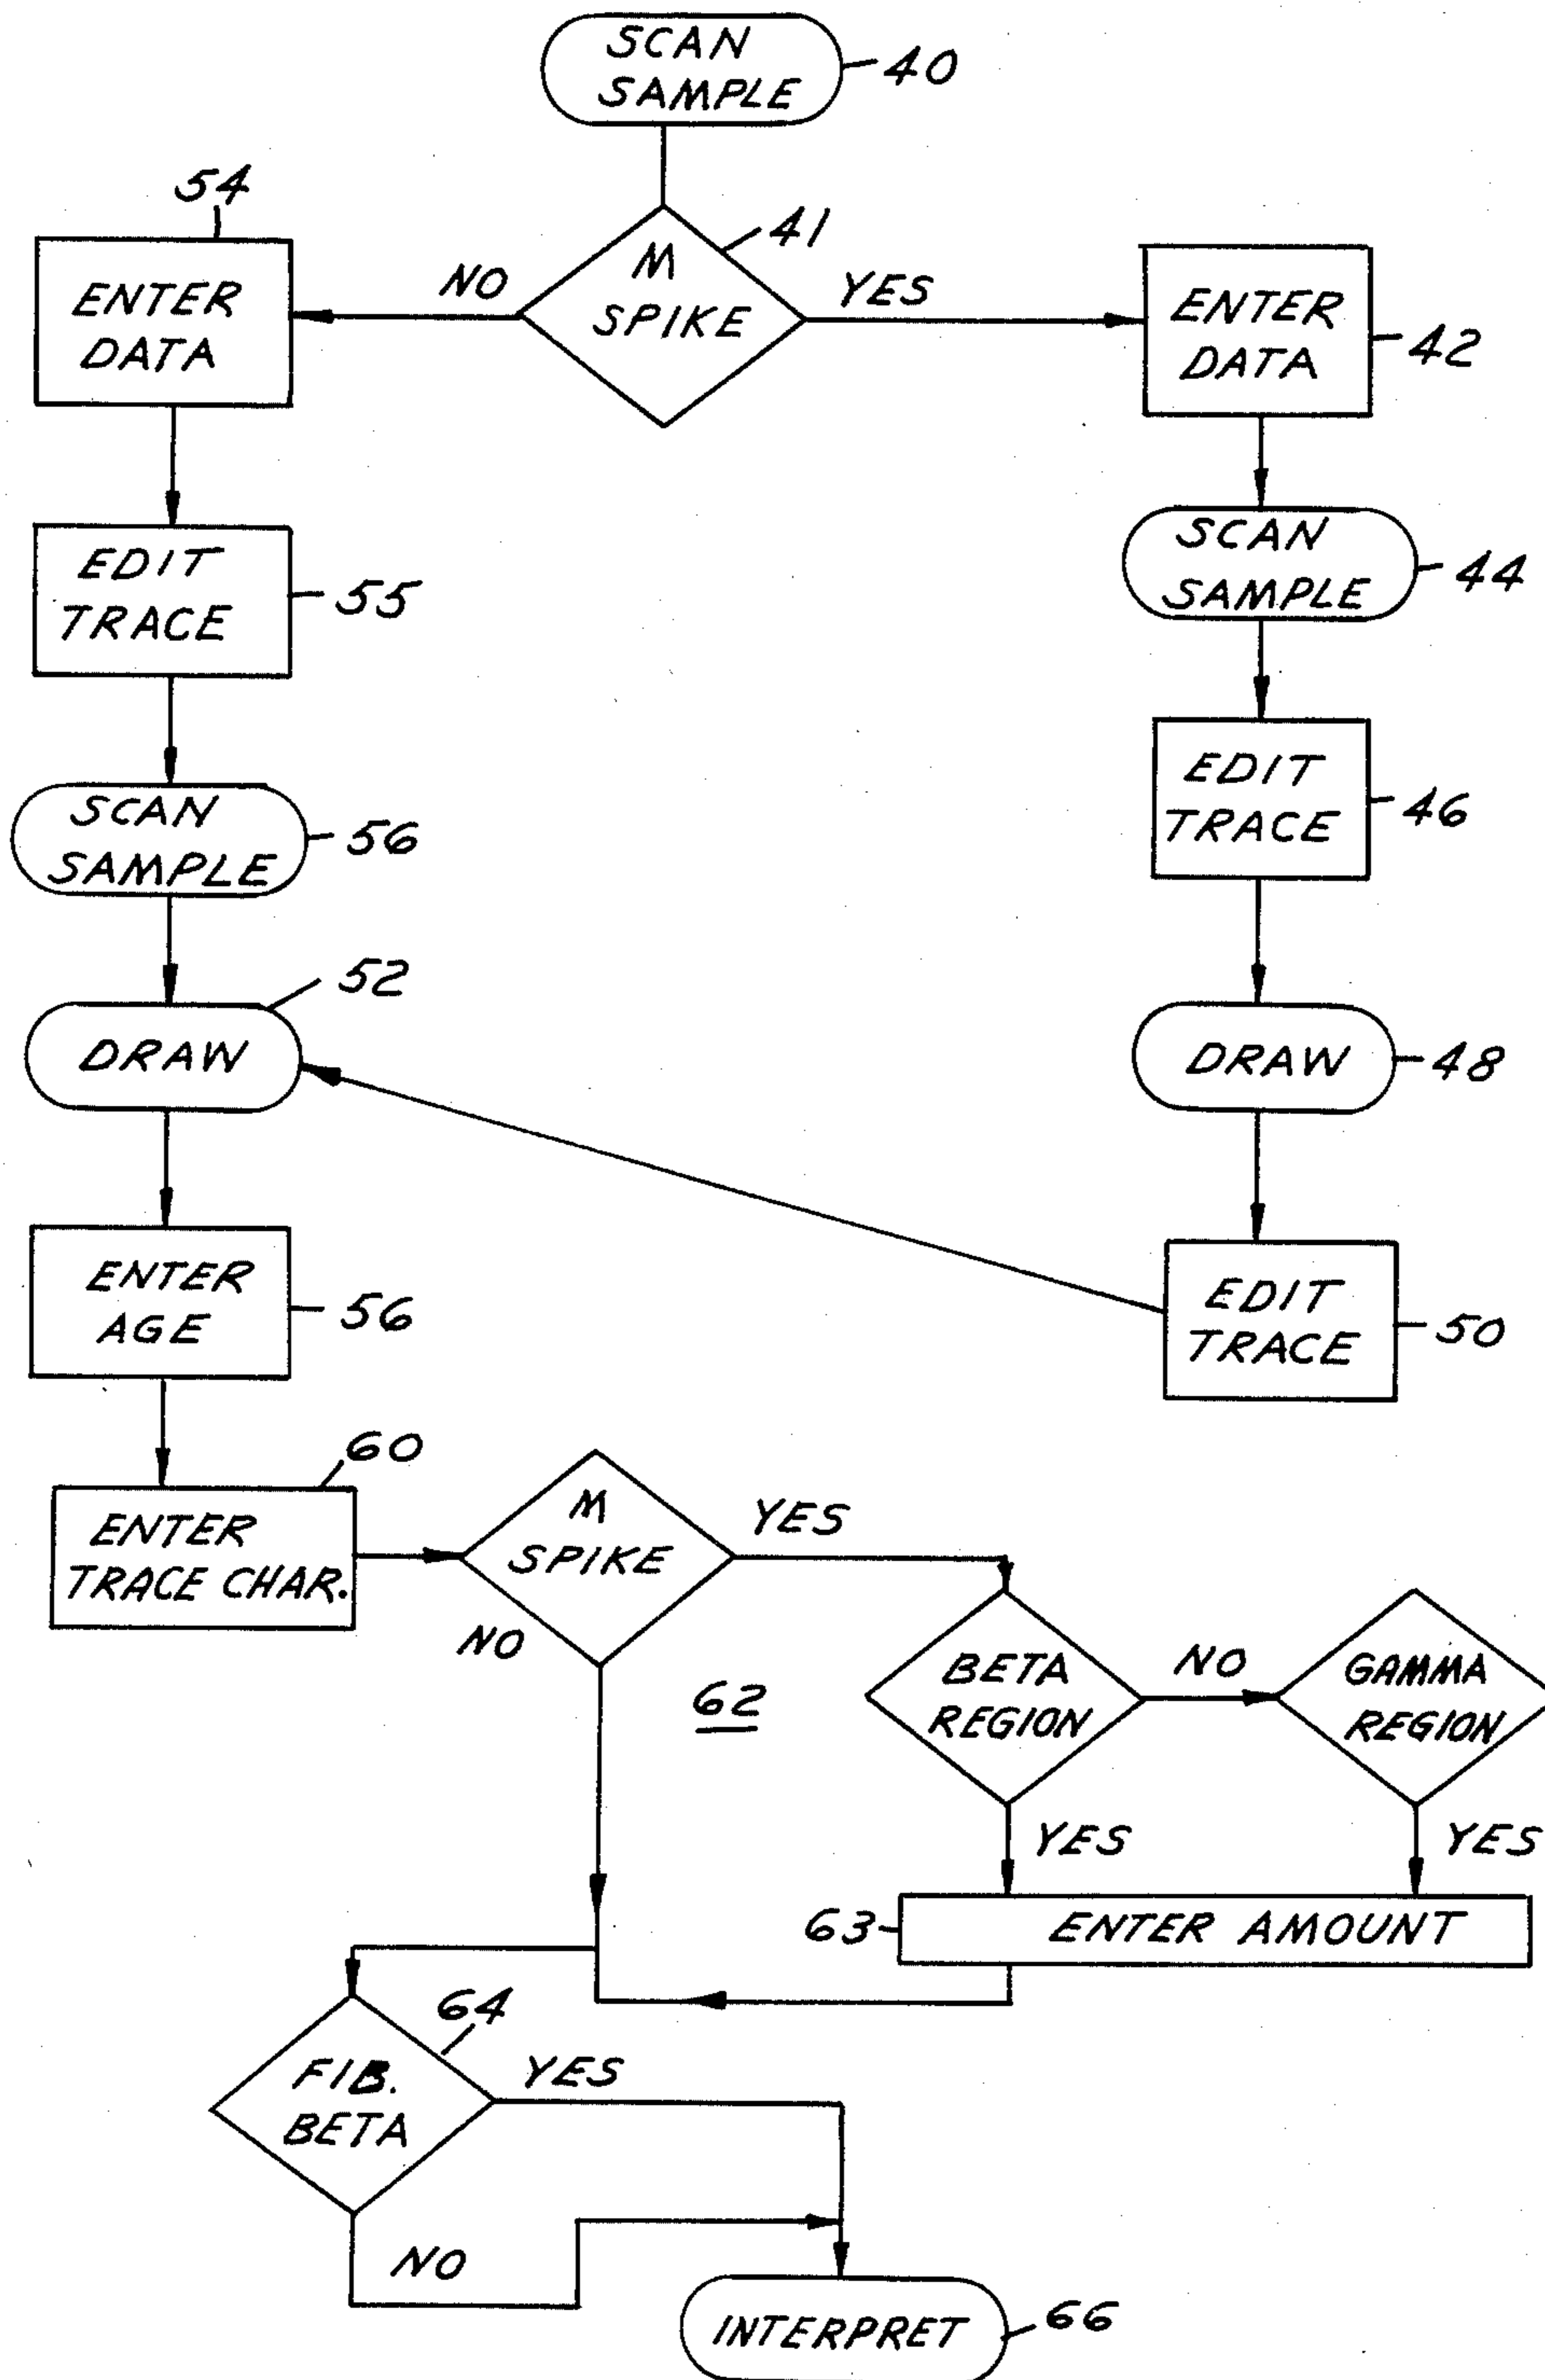 SCAN
SAMPLE
40
54
41
M
SPIKE
NO
YES
ENTER
DATA
ENTER
DATA
42
EDIT
TRACE
55
SCAN
SAMPLE
44
SCAN
SAMPLE
56
EDIT
TRACE
46
52
DRAW
DRAW
48
ENTER
AGE
56
EDIT
TRACE
50
60
ENTER
TRACE CHAR.
M
SPIKE
YES
NO
62
BETA
REGION
NO
GAMMA
REGION
YES
YES
63
ENTER AMOUNT
64
FIB.
BETA
YES
NO
INTERPRET
66